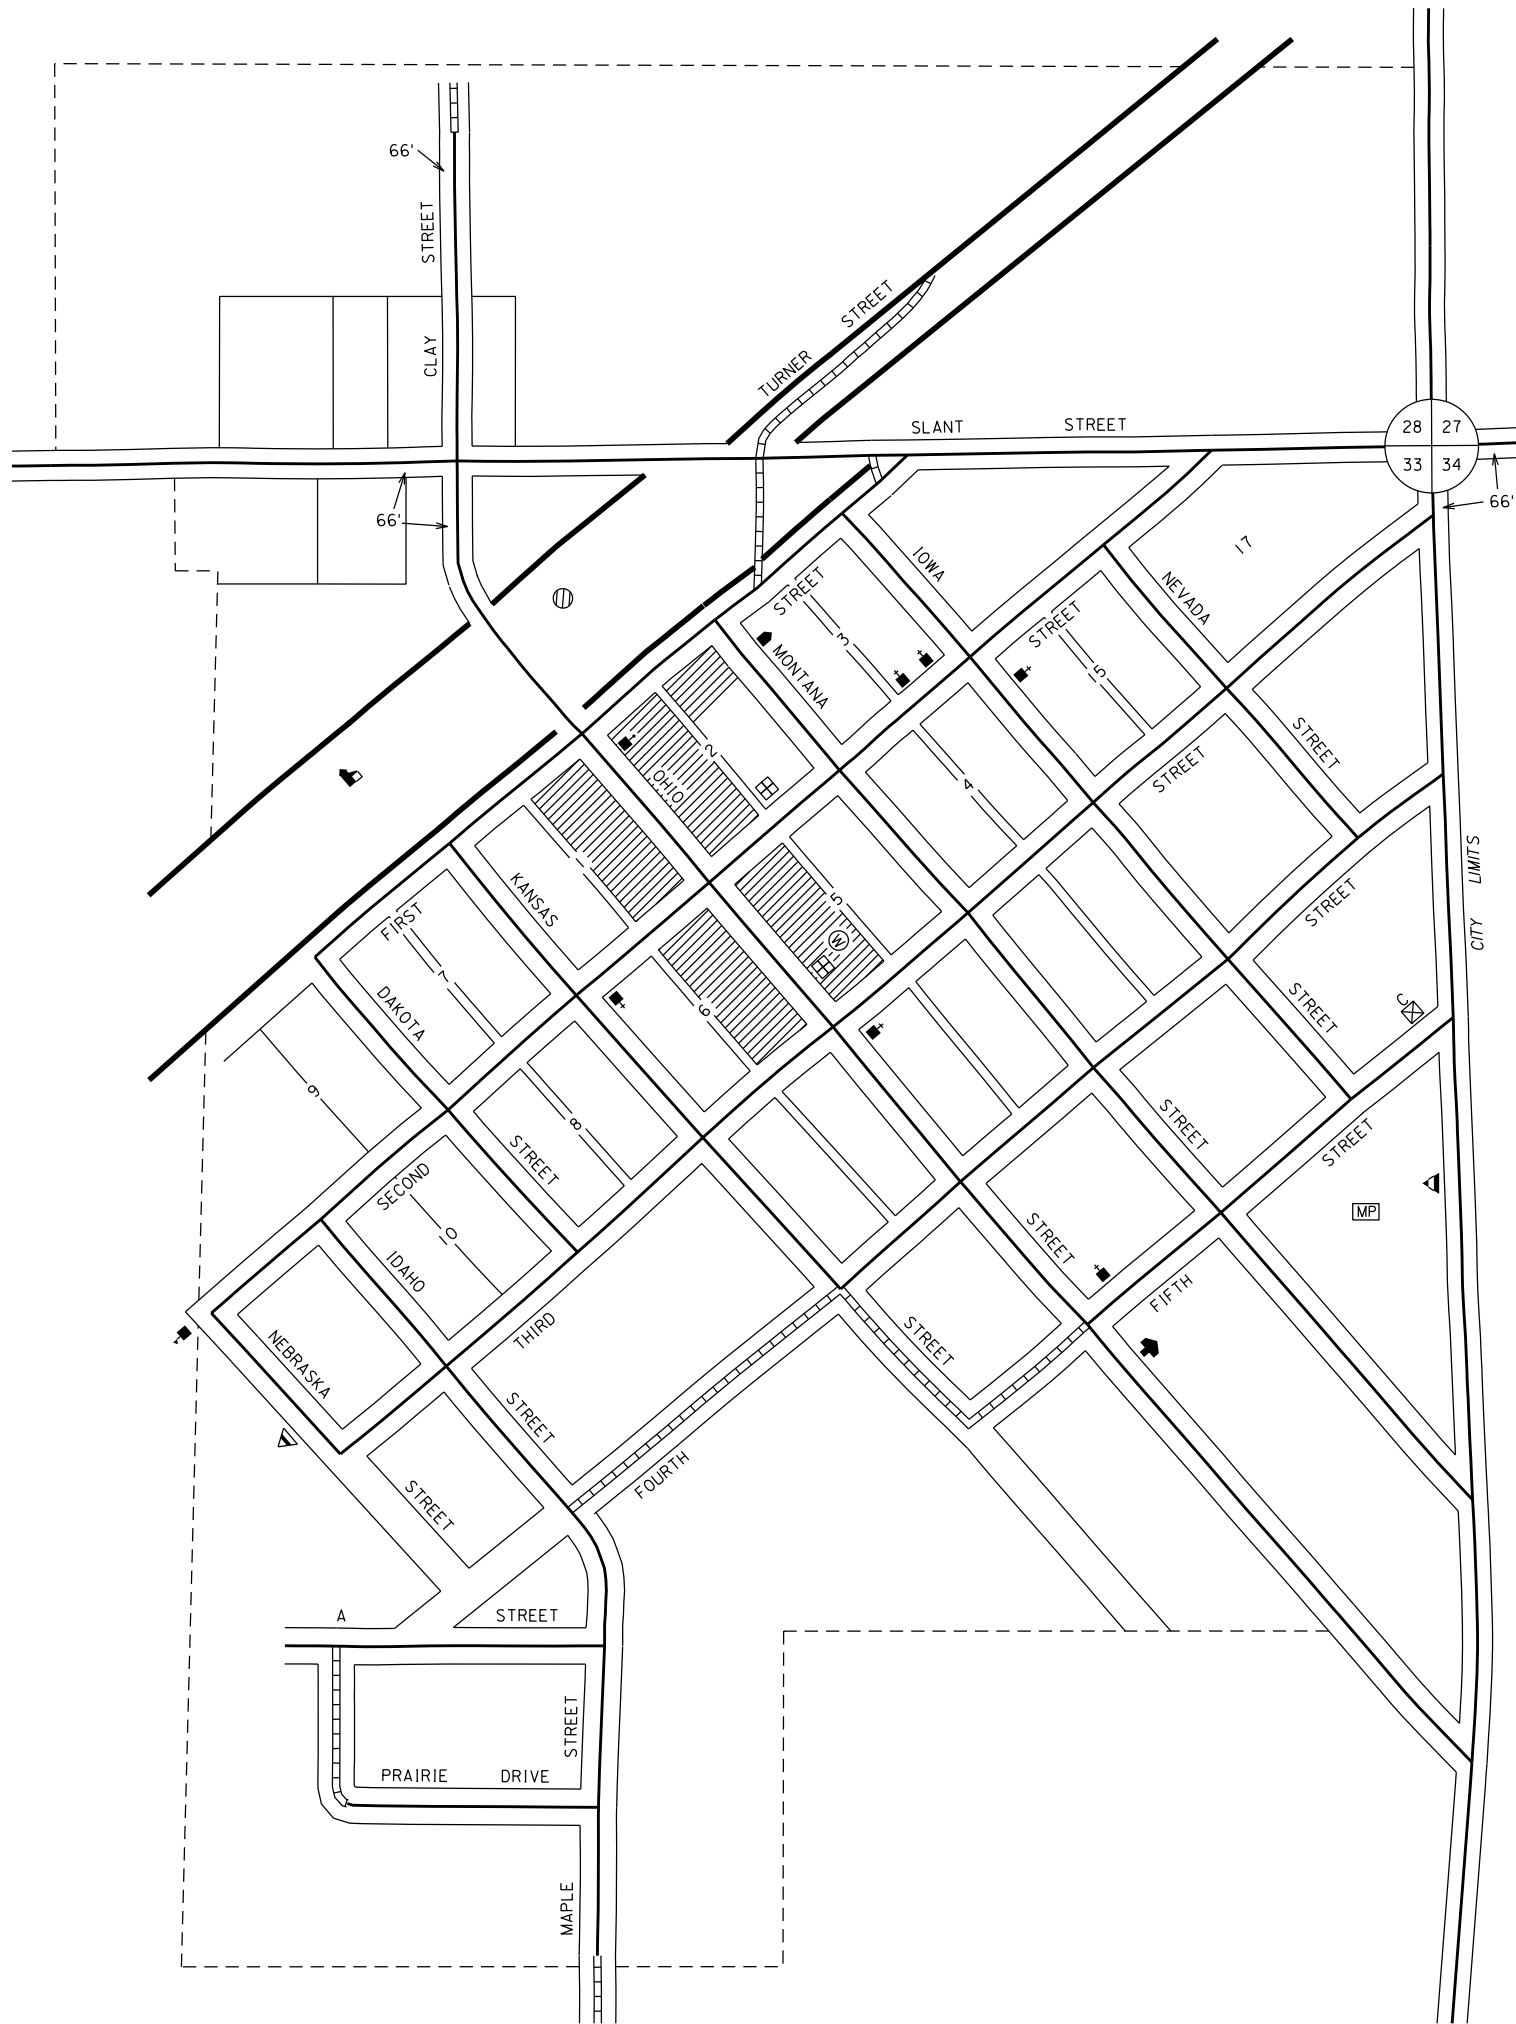 66'
STREET
CLAY
TURNER STREET
SLANT STREET
28 27
33 34
66'
66'
IOWA
17
NEVADA
STREET
3
MONTANA
STREET
15
STREET
2
OHIO
STREET
4
1
KANSAS
5
W
LIMITS
CITY
FIRST
7
DAKOTA
STREET
STREET
C
6
9
8
STREET
STREET
STREET
SECOND
10
IDAHO
MP
STREET
FIFTH
THIRD
STREET
NEBRASKA
STREET
FOURTH
STREET
A STREET
STREET
PRAIRIE DRIVE
MAPLE